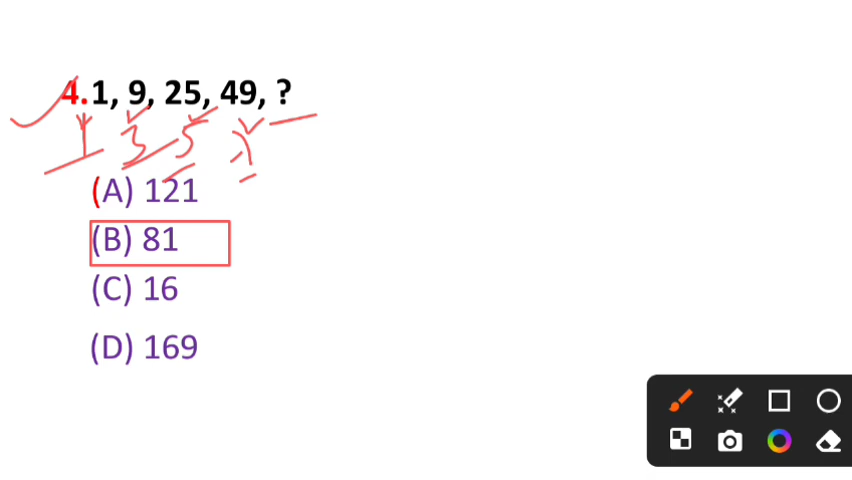 4.1, 9, 25, 49, ?
1 3 5 7
(A) 121
(B) 81
(C) 16
(D) 169